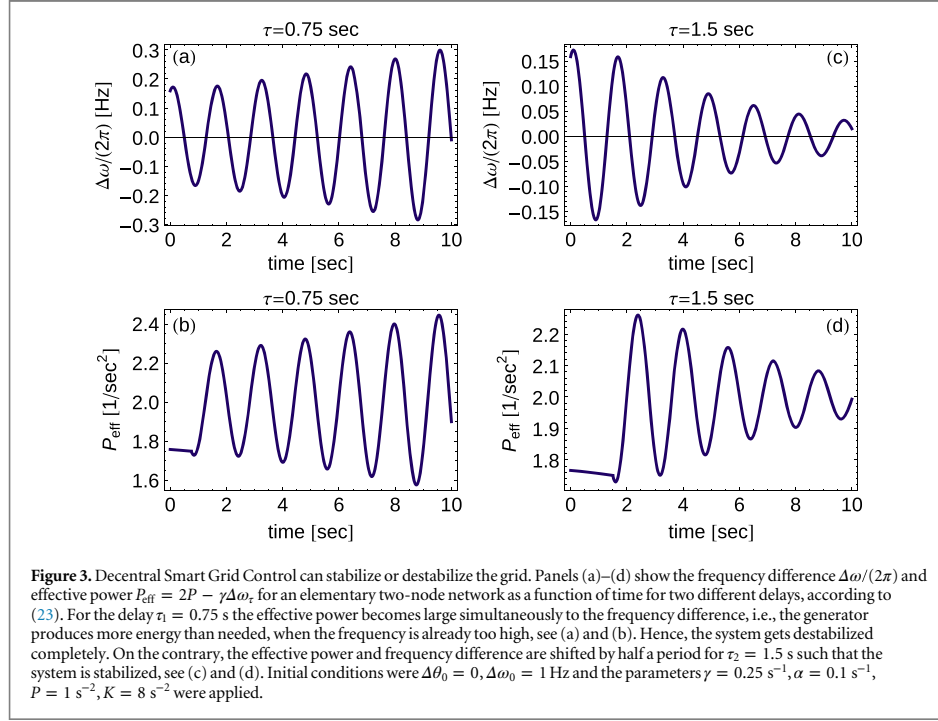 τ=0.75 sec
τ=1.5 sec
(a)
(c)
Δω/(2π) [Hz]
0.3
0.2
0.1
0.0
−0.1
−0.2
−0.3
0 2 4 6 8 10
time [sec]
Δω/(2π) [Hz]
0.15
0.10
0.05
0.00
−0.05
−0.10
−0.15
0 2 4 6 8 10
time [sec]
τ=0.75 sec
τ=1.5 sec
(b)
(d)
P_eff [1/sec²]
2.4
2.2
2.0
1.8
1.6
0 2 4 6 8 10
time [sec]
P_eff [1/sec²]
2.2
2.1
2.0
1.9
1.8
0 2 4 6 8 10
time [sec]
Figure 3. Decentral Smart Grid Control can stabilize or destabilize the grid. Panels (a)–(d) show the frequency difference Δω/(2π) and
effective power P_eff = 2P − γΔω_τ for an elementary two-node network as a function of time for two different delays, according to
(23). For the delay τ₁ = 0.75 s the effective power becomes large simultaneously to the frequency difference, i.e., the generator
produces more energy than needed, when the frequency is already too high, see (a) and (b). Hence, the system gets destabilized
completely. On the contrary, the effective power and frequency difference are shifted by half a period for τ₂ = 1.5 s such that the
system is stabilized, see (c) and (d). Initial conditions were Δθ₀ = 0, Δω₀ = 1 Hz and the parameters γ = 0.25 s⁻¹, α = 0.1 s⁻¹,
P = 1 s⁻², K = 8 s⁻² were applied.